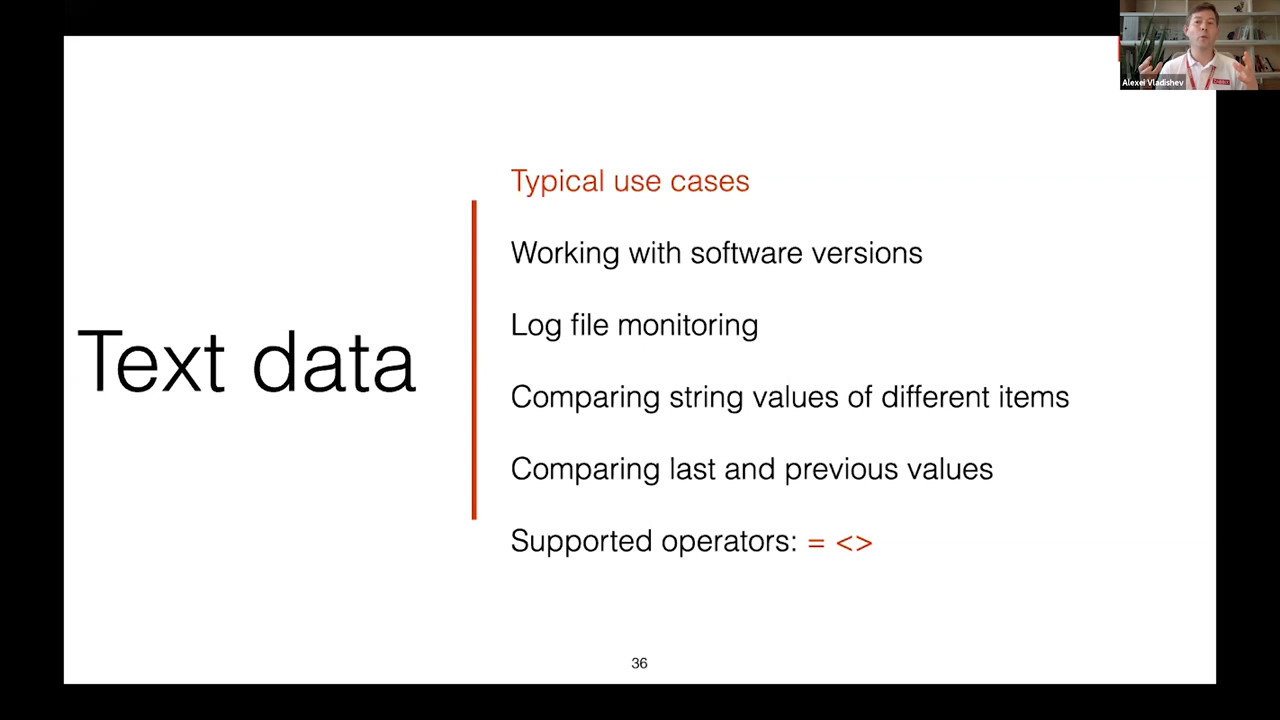 Alexei Vladishev
Text data
Typical use cases
Working with software versions
Log file monitoring
Comparing string values of different items
Comparing last and previous values
Supported operators: = <>
36